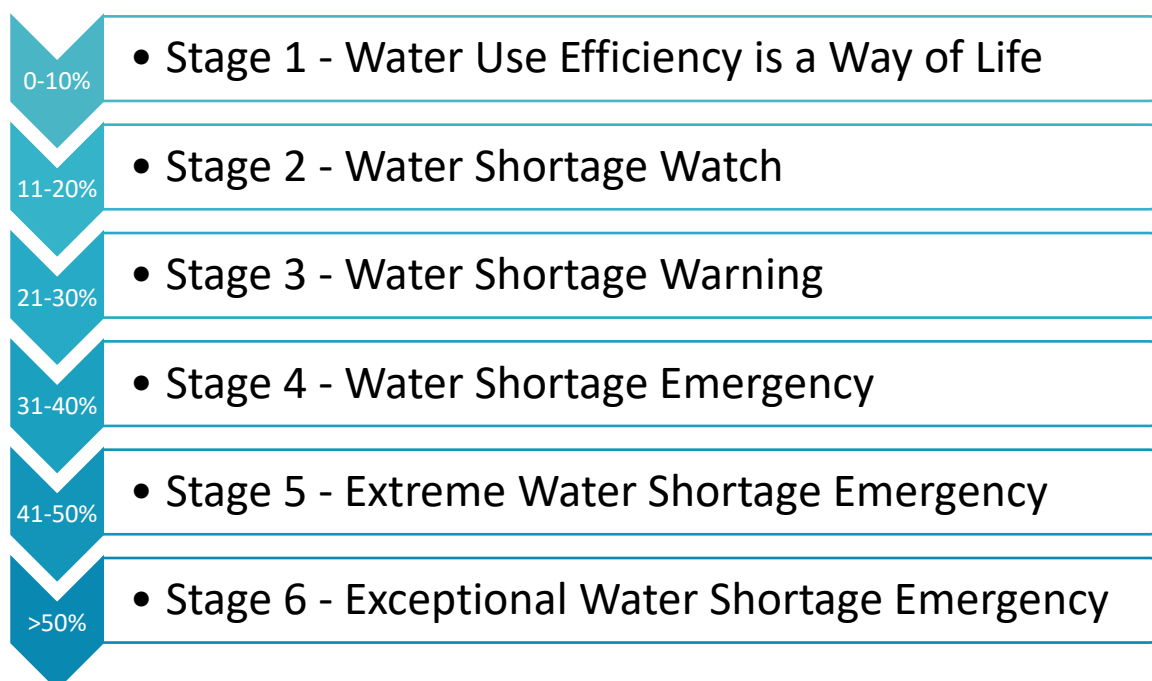 0-10%
• Stage 1 - Water Use Efficiency is a Way of Life
11-20%
• Stage 2 - Water Shortage Watch
21-30%
• Stage 3 - Water Shortage Warning
31-40%
• Stage 4 - Water Shortage Emergency
41-50%
• Stage 5 - Extreme Water Shortage Emergency
>50%
• Stage 6 - Exceptional Water Shortage Emergency